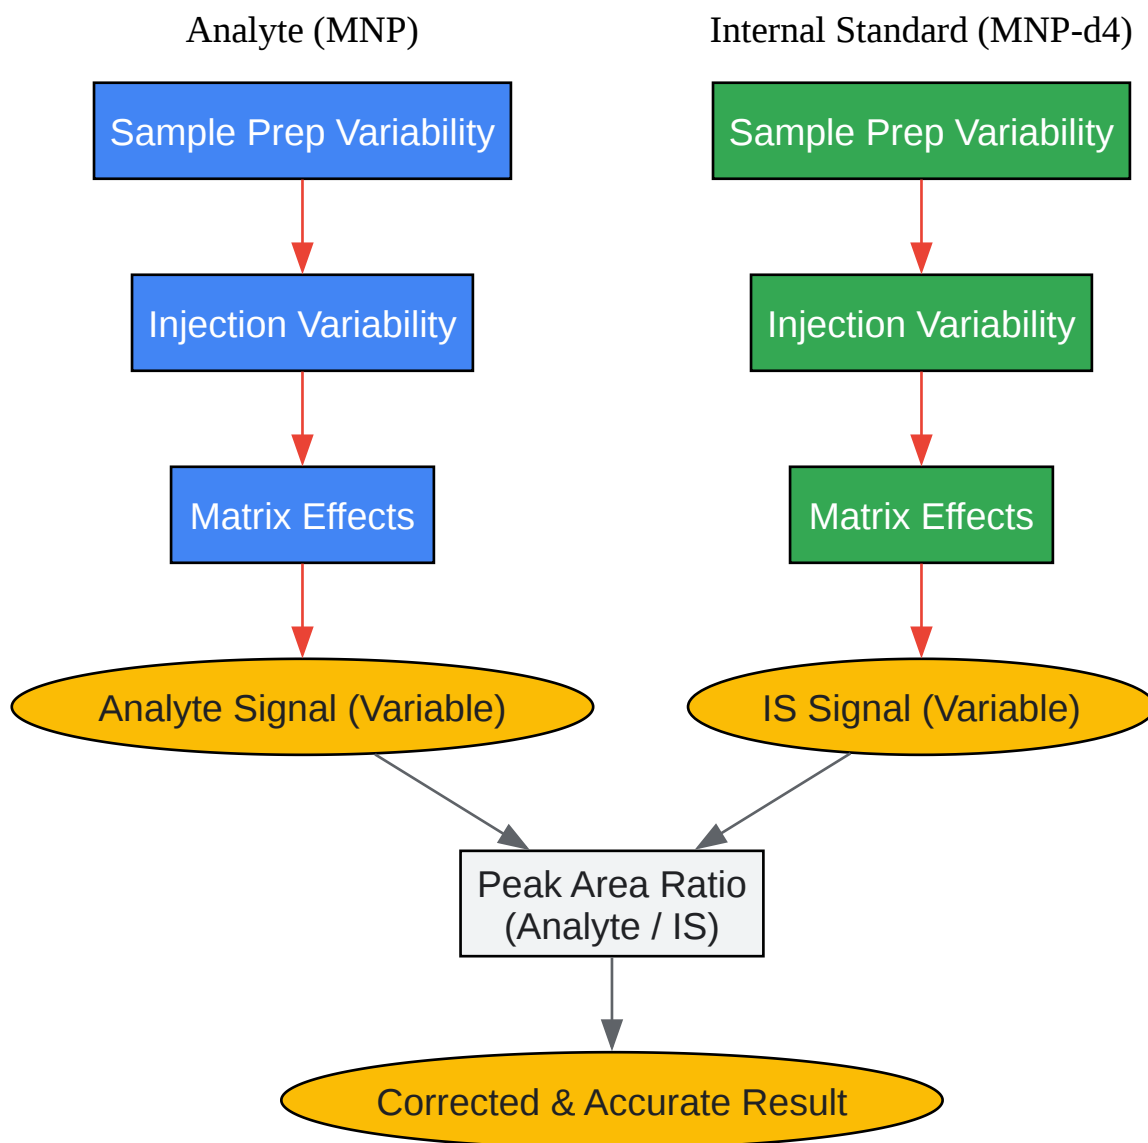 Analyte (MNP)
Internal Standard (MNP-d4)
Sample Prep Variability
Sample Prep Variability
Injection Variability
Injection Variability
Matrix Effects
Matrix Effects
Analyte Signal (Variable)
IS Signal (Variable)
Peak Area Ratio
(Analyte / IS)
Corrected & Accurate Result